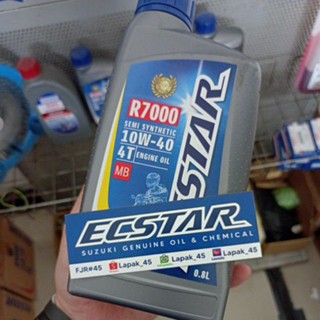 R7000
SEMI SYNTHETIC
10W-40
4T ENGINE OIL
MB
ECSTAR
ECSTAR
SUZUKI GENUINE OIL & CHEMICAL
FJR#45 Lapak_45 Lapak_45 Lapak_45
0.8L